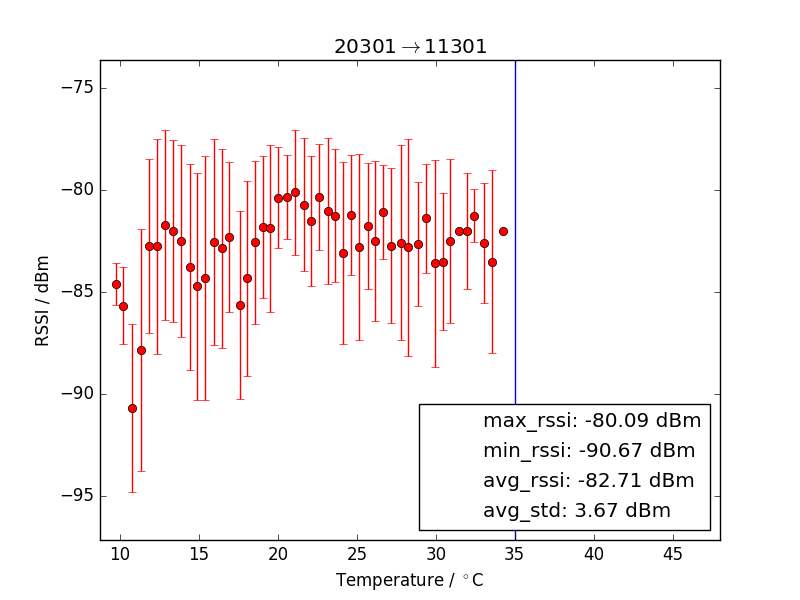 20301→11301
−75
−80
−85
−90
−95
RSSI / dBm
max_rssi: -80.09 dBm
min_rssi: -90.67 dBm
avg_rssi: -82.71 dBm
avg_std: 3.67 dBm
10 15 20 25 30 35 40 45
Temperature / °C